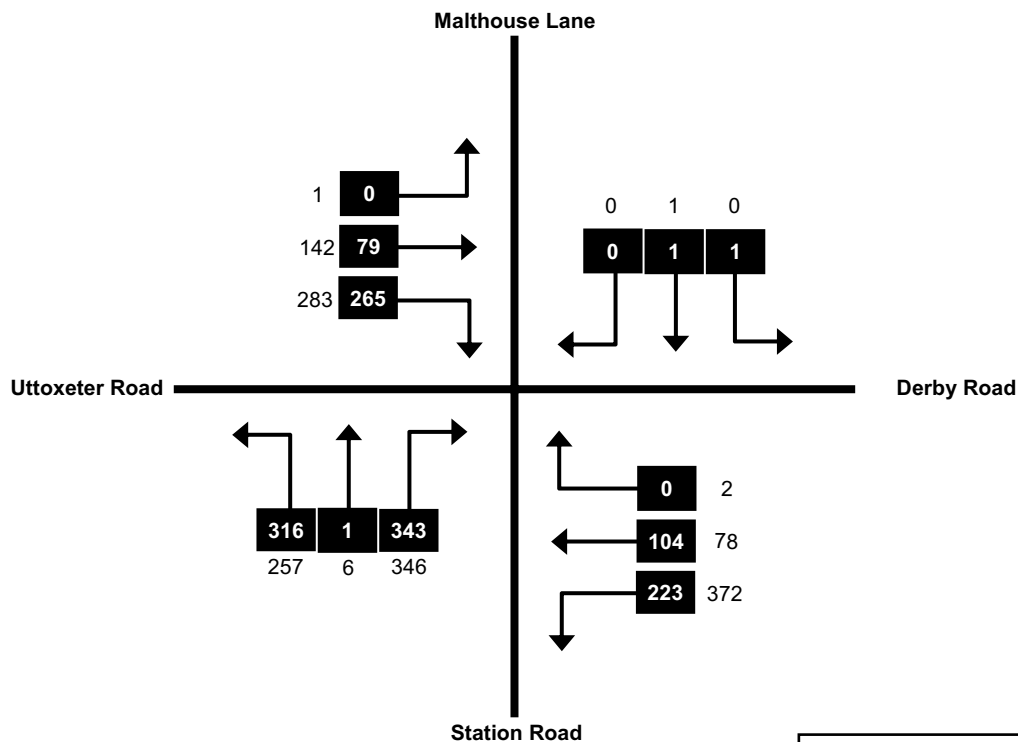 Malthouse Lane
1 0
142 79
283 265
0 1 0
0 1 1
Uttoxeter Road
Derby Road
316 1 343
257 6 346
0 2
104 78
223 372
Station Road